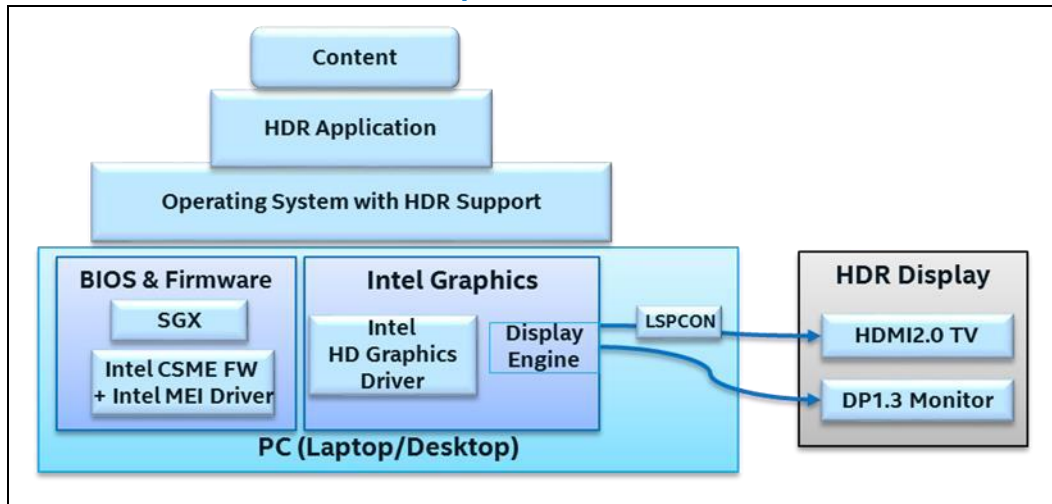 Content
HDR Application
Operating System with HDR Support
BIOS & Firmware
SGX
Intel CSME FW
+ Intel MEI Driver
Intel Graphics
Intel
HD Graphics
Driver
Display
Engine
LSPCON
PC (Laptop/Desktop)
HDR Display
HDMI2.0 TV
DP1.3 Monitor